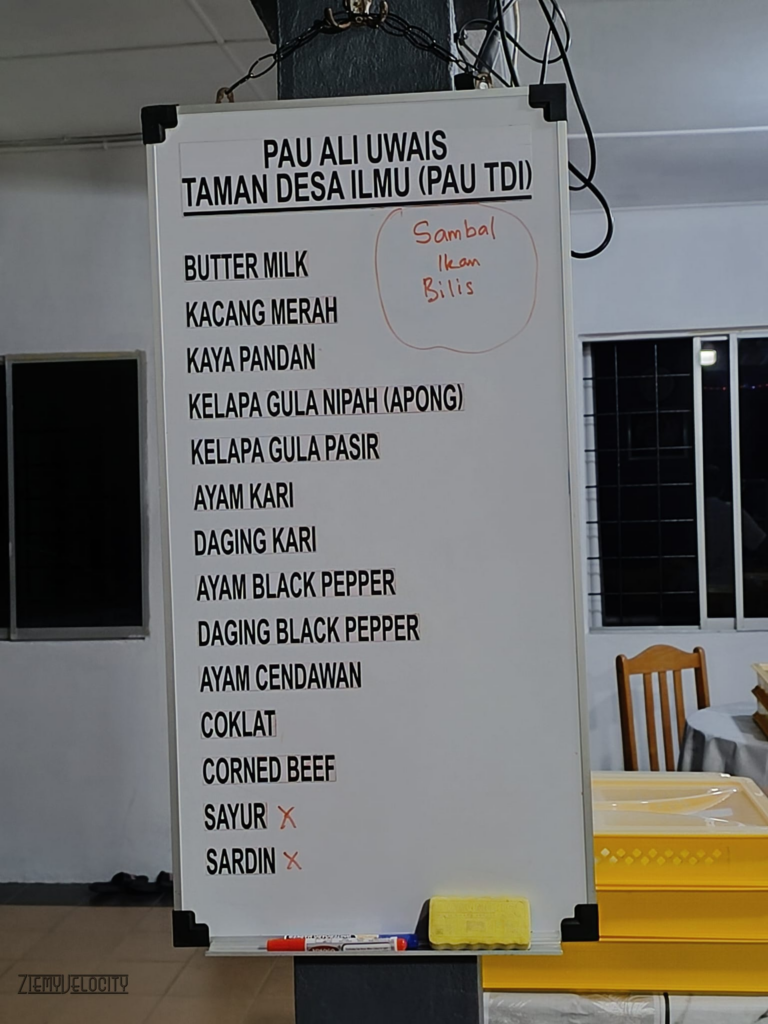 PAU ALI UWAIS
TAMAN DESA ILMU (PAU TDI)
Sambal
Ikan
Bilis
BUTTER MILK
KACANG MERAH
KAYA PANDAN
KELAPA GULA NIPAH (APONG)
KELAPA GULA PASIR
AYAM KARI
DAGING KARI
AYAM BLACK PEPPER
DAGING BLACK PEPPER
AYAM CENDAWAN
COKLAT
CORNED BEEF
SAYUR X
SARDIN X
ZIEMYVELOCITY